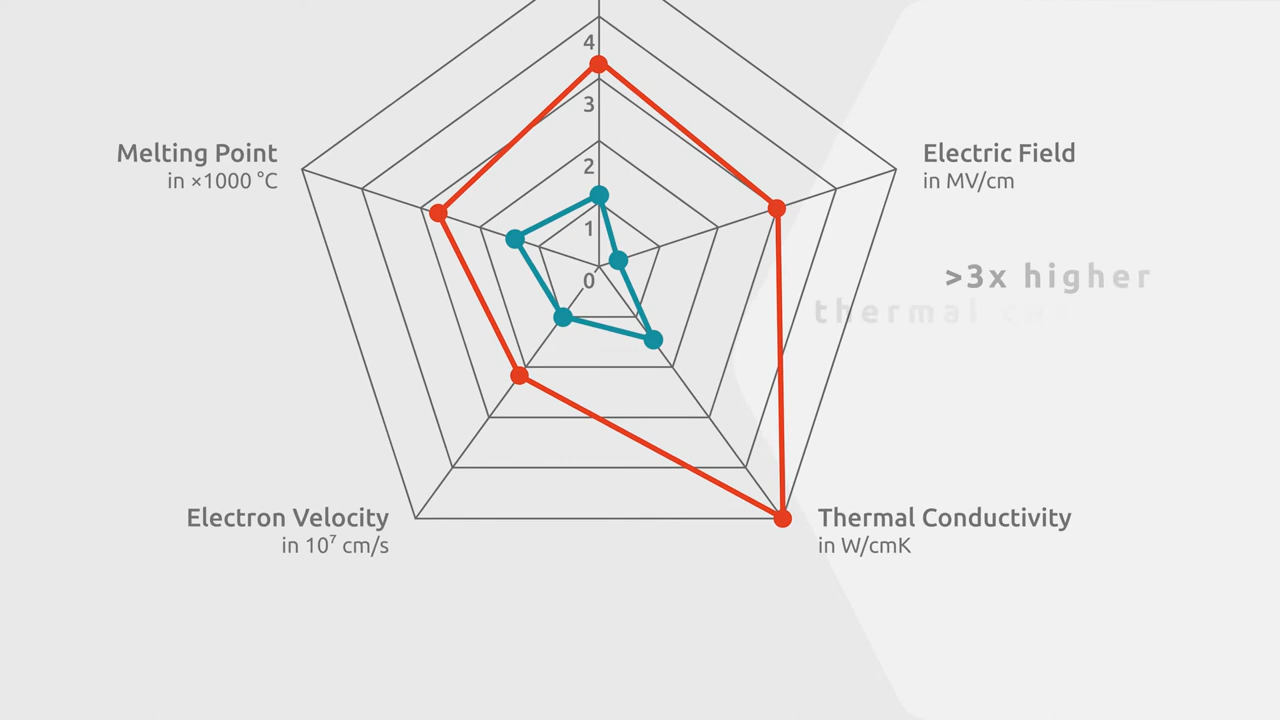 4
3
2
1
0
Melting Point
in ×1000 °C
Electric Field
in MV/cm
>3x higher
thermal
Electron Velocity
in 10⁷ cm/s
Thermal Conductivity
in W/cmK